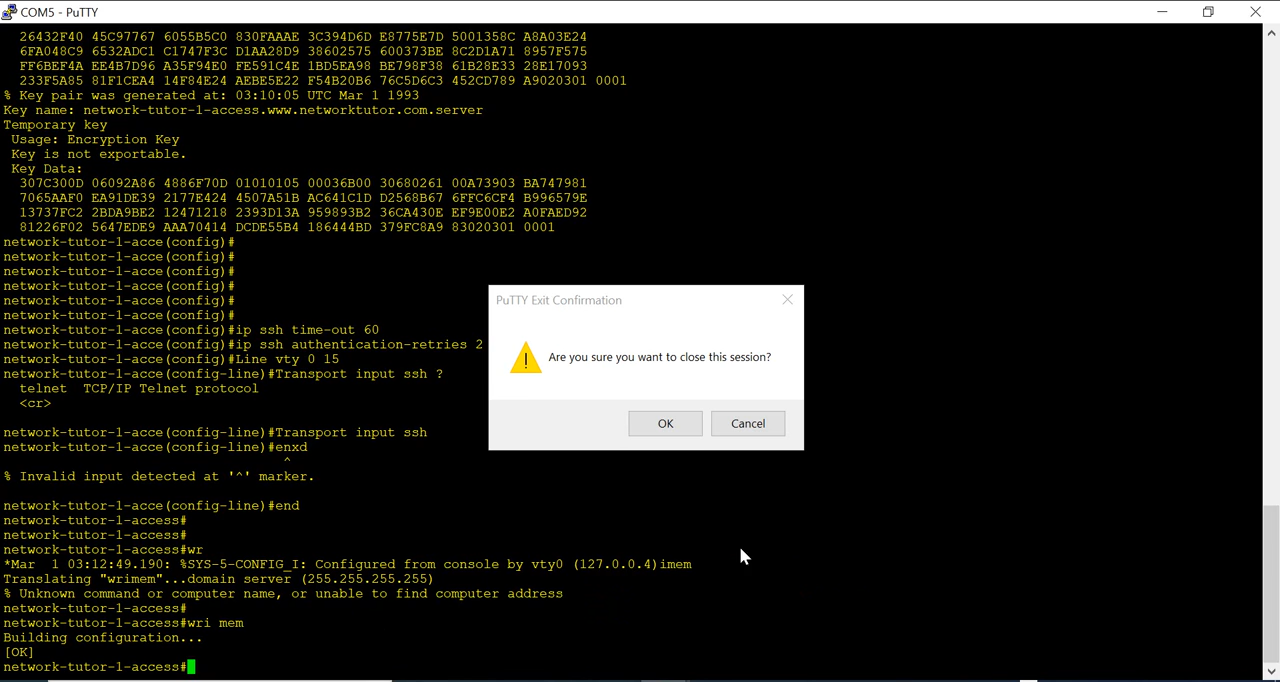 COM5 - PuTTY
26432F40 45C97767 6055B5C0 830FAAAE 3C394D6D E8775E7D 5001358C A8A03E24
6FA048C9 6532ADC1 C1747F3C D1AA28D9 38602575 600373BE 8C2D1A71 8957F575
FF6BEF4A EE4B7D96 A35F94E0 FE591C4E 1BD5EA98 BE798F38 61B28E33 28E17093
233F5A85 81F1CEA4 14F84E24 AEBE5E22 F54B20B6 76C5D6C3 452CD789 A9020301 0001
% Key pair was generated at: 03:10:05 UTC Mar 1 1993
Key name: network-tutor-1-access.www.networktutor.com.server
Temporary key
Usage: Encryption Key
Key is not exportable.
Key Data:
307C300D 06092A86 4886F70D 01010105 00036B00 30680261 00A73903 BA747981
7065AAF0 EA91DE39 2177E424 4507A51B AC641C1D D2568B67 6FFC6CF4 B996579E
13737FC2 2BDA9BE2 12471218 2393D13A 959893B2 36CA430E EF9E00E2 A0FAED92
81226F02 5647EDE9 AAA70414 DCDE55B4 186444BD 379FC8A9 83020301 0001
network-tutor-1-acce(config)#
network-tutor-1-acce(config)#
network-tutor-1-acce(config)#
network-tutor-1-acce(config)#
network-tutor-1-acce(config)#
network-tutor-1-acce(config)#
network-tutor-1-acce(config)#ip ssh time-out 60
network-tutor-1-acce(config)#ip ssh authentication-retries 2
network-tutor-1-acce(config)#Line vty 0 15
network-tutor-1-acce(config-line)#Transport input ssh ?
telnet  TCP/IP Telnet protocol
<cr>
network-tutor-1-acce(config-line)#Transport input ssh
network-tutor-1-acce(config-line)#enxd
^
% Invalid input detected at '^' marker.
network-tutor-1-acce(config-line)#end
network-tutor-1-access#
network-tutor-1-access#
network-tutor-1-access#wr
*Mar  1 03:12:49.190: %SYS-5-CONFIG_I: Configured from console by vty0 (127.0.0.4)imem
Translating "wrimem"...domain server (255.255.255.255)
% Unknown command or computer name, or unable to find computer address
network-tutor-1-access#
network-tutor-1-access#wri mem
Building configuration...
[OK]
network-tutor-1-access#
PuTTY Exit Confirmation
Are you sure you want to close this session?
OK
Cancel